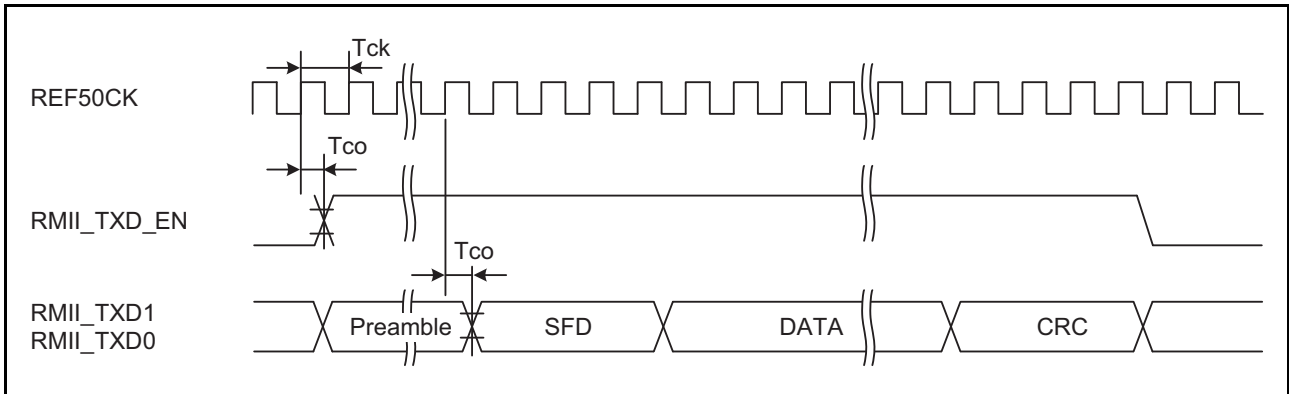 Tck
REF50CK
Tco
RMII_TXD_EN
Tco
RMII_TXD1
RMII_TXD0
Preamble SFD DATA CRC